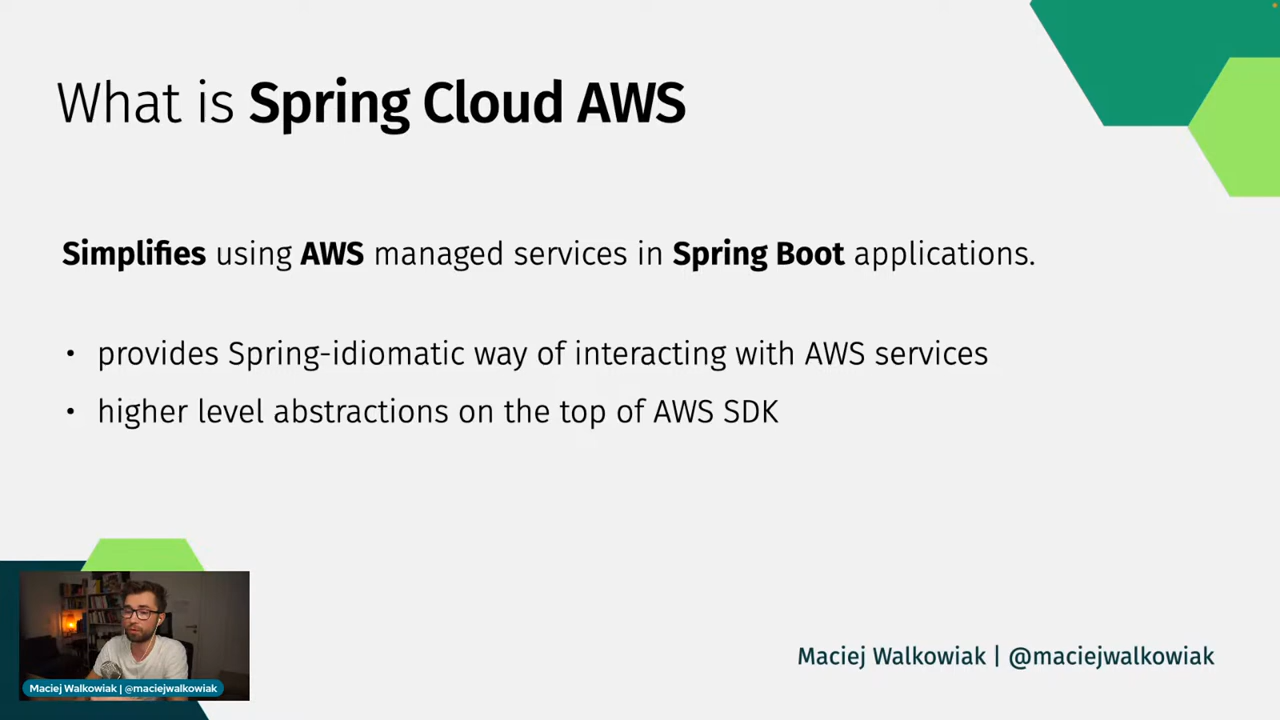 What is Spring Cloud AWS
Simplifies using AWS managed services in Spring Boot applications.
• provides Spring-idiomatic way of interacting with AWS services
• higher level abstractions on the top of AWS SDK
Maciej Walkowiak | @maciejwalkowiak
Maciej Walkowiak | @maciejwalkowiak